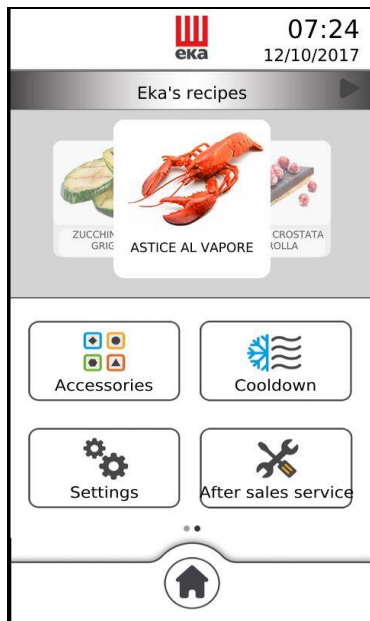 07:24
eka
12/10/2017
Eka's recipes
ZUCCHIN
GRIG
ASTICE AL VAPORE
CROSTATA
ROLLA
Accessories
Cooldown
Settings
After sales service